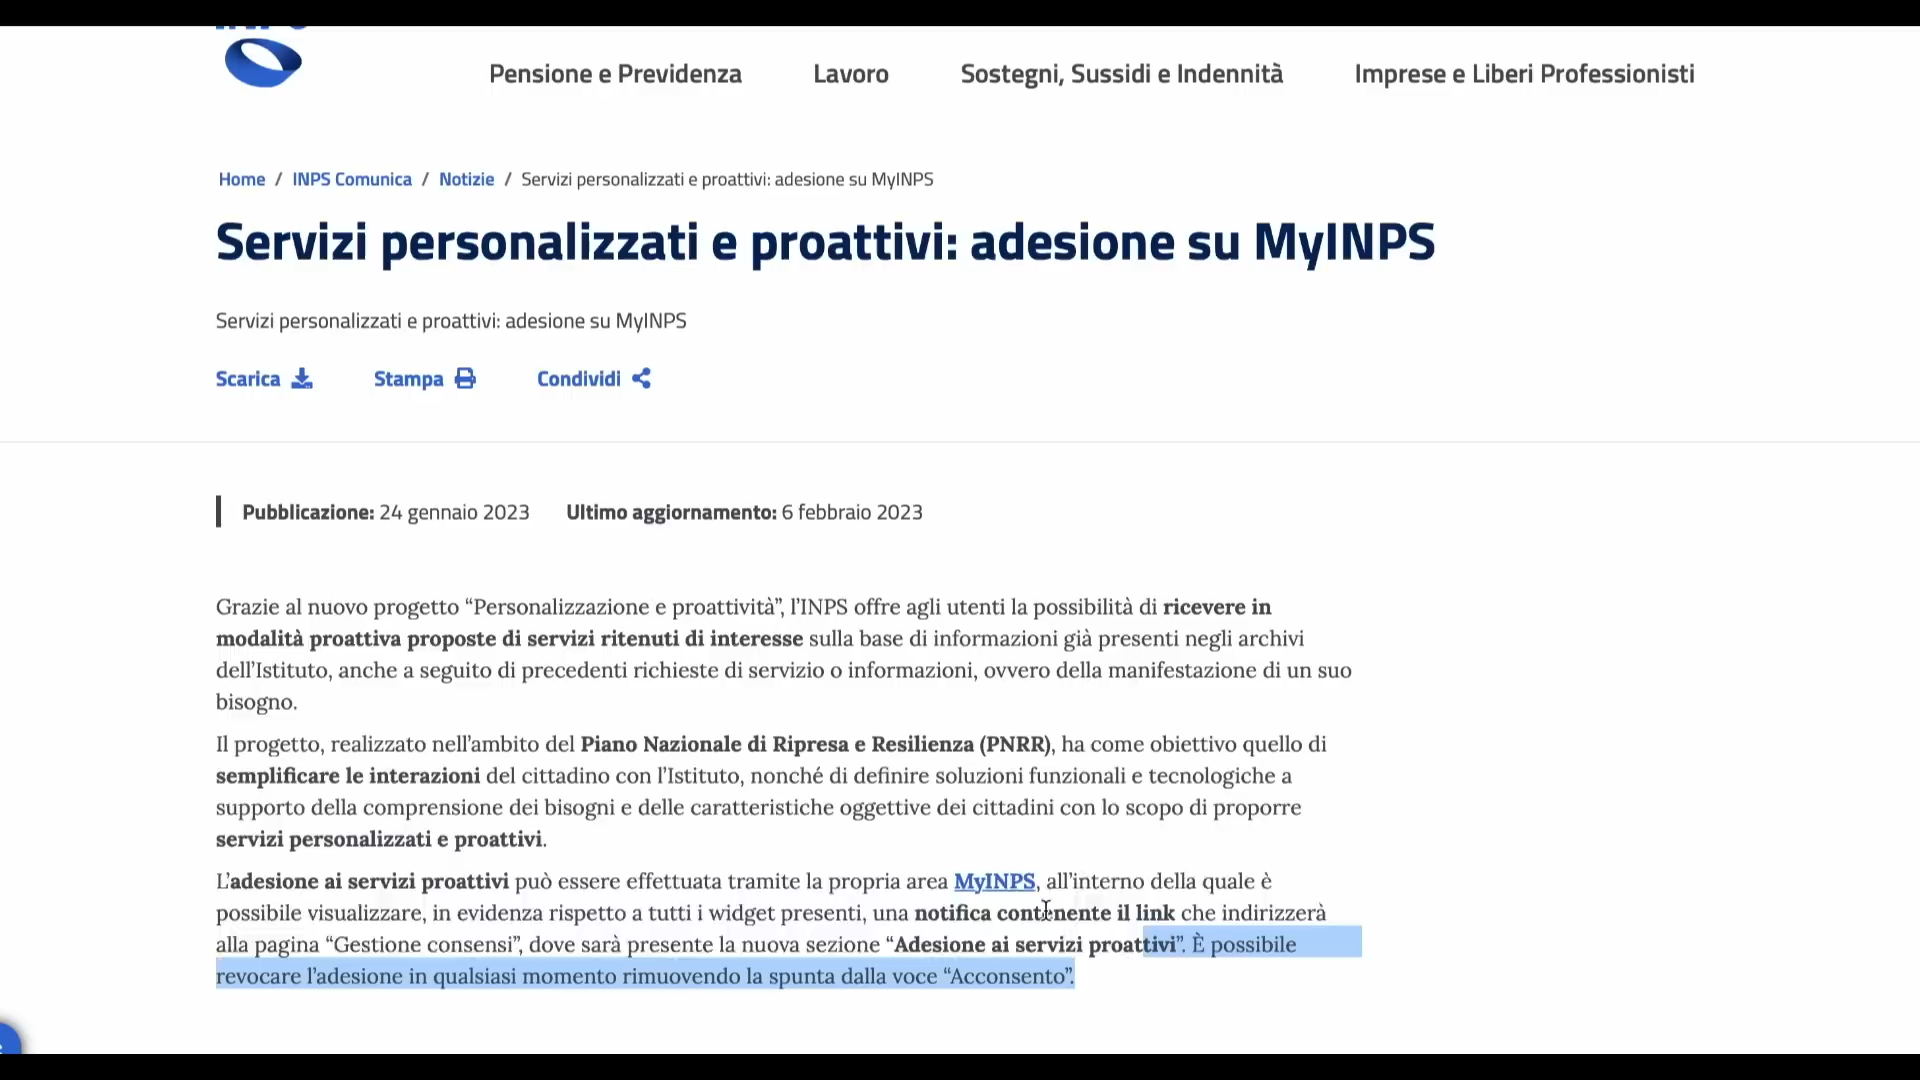 Pensione e Previdenza Lavoro Sostegni, Sussidi e Indennità Imprese e Liberi Professionisti
Home / INPS Comunica / Notizie / Servizi personalizzati e proattivi: adesione su MyINPS
Servizi personalizzati e proattivi: adesione su MyINPS
Servizi personalizzati e proattivi: adesione su MyINPS
Scarica Stampa Condividi
Pubblicazione: 24 gennaio 2023 Ultimo aggiornamento: 6 febbraio 2023
Grazie al nuovo progetto “Personalizzazione e proattività”, l’INPS offre agli utenti la possibilità di ricevere in
modalità proattiva proposte di servizi ritenuti di interesse sulla base di informazioni già presenti negli archivi
dell’Istituto, anche a seguito di precedenti richieste di servizio o informazioni, ovvero della manifestazione di un suo
bisogno.
Il progetto, realizzato nell’ambito del Piano Nazionale di Ripresa e Resilienza (PNRR), ha come obiettivo quello di
semplificare le interazioni del cittadino con l’Istituto, nonché di definire soluzioni funzionali e tecnologiche a
supporto della comprensione dei bisogni e delle caratteristiche oggettive dei cittadini con lo scopo di proporre
servizi personalizzati e proattivi.
L’adesione ai servizi proattivi può essere effettuata tramite la propria area MyINPS, all’interno della quale è
possibile visualizzare, in evidenza rispetto a tutti i widget presenti, una notifica contenente il link che indirizzerà
alla pagina “Gestione consensi”, dove sarà presente la nuova sezione “Adesione ai servizi proattivi”. È possibile
revocare l’adesione in qualsiasi momento rimuovendo la spunta dalla voce “Acconsento”.